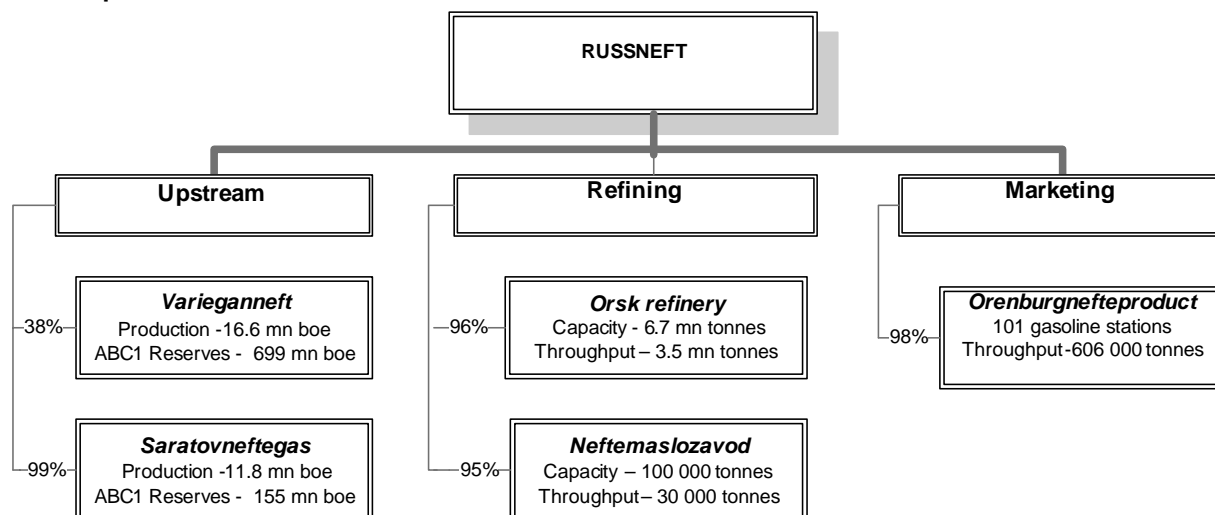 RUSSNEFT
Upstream
Refining
Marketing
38%
Varieganneft
Production -16.6 mn boe
ABC1 Reserves - 699 mn boe
96%
Orsk refinery
Capacity - 6.7 mn tonnes
Throughput – 3.5 mn tonnes
98%
Orenburgnefteproduct
101 gasoline stations
Throughput -606 000 tonnes
99%
Saratovneftegas
Production -11.8 mn boe
ABC1 Reserves - 155 mn boe
95%
Neftemaslozavod
Capacity – 100 000 tonnes
Throughput – 30 000 tonnes